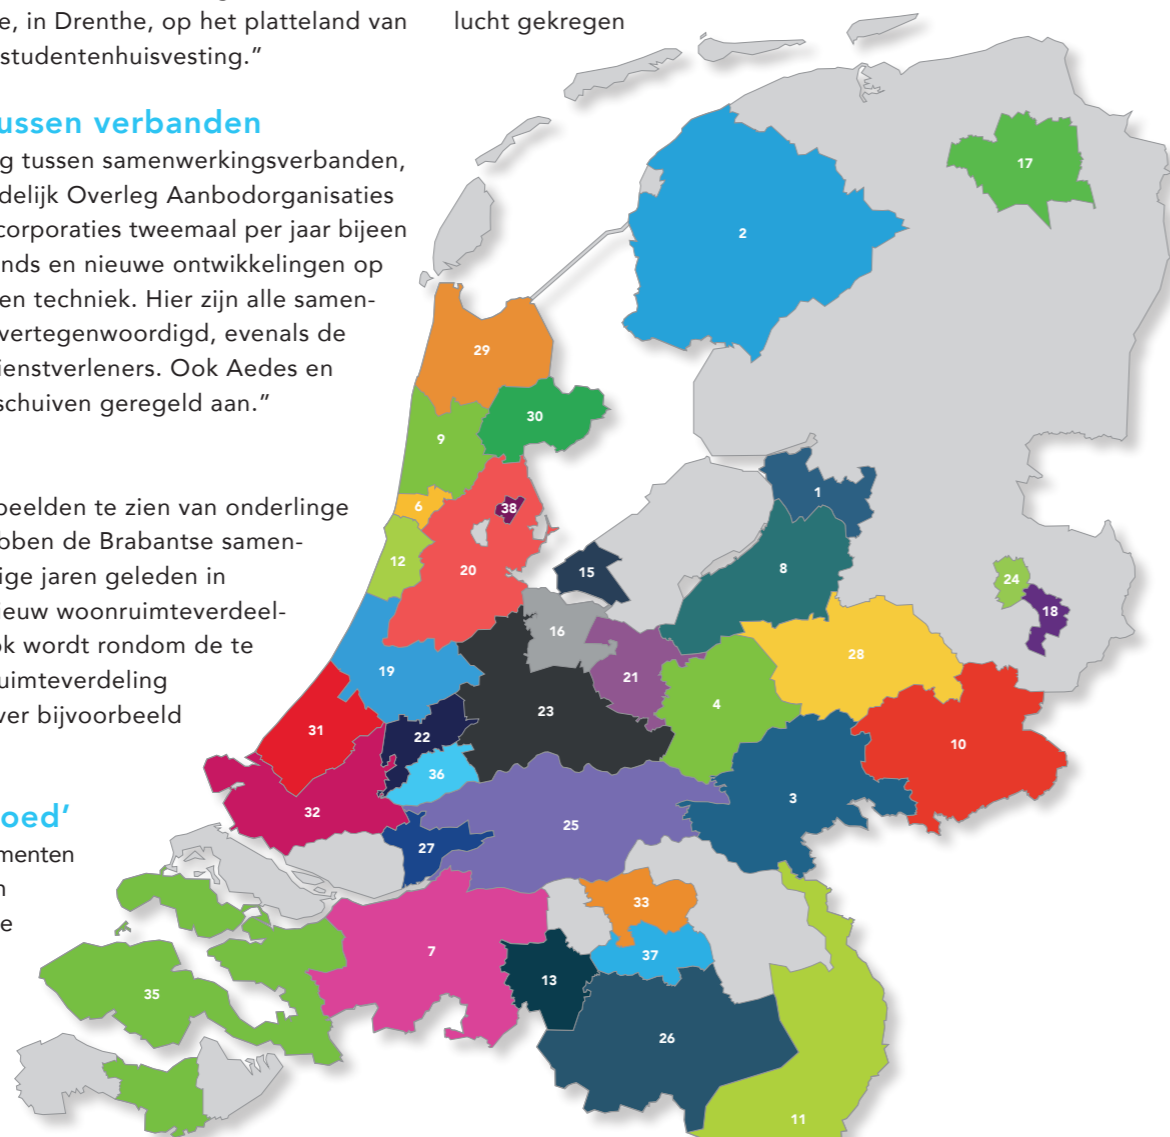 e, in Drenthe, op het platteland van
studentenhuisvesting.”
ussen verbanden
g tussen samenwerkingsverbanden,
delijk Overleg Aanbodorganisaties
corporaties tweemaal per jaar bijeen
nds en nieuwe ontwikkelingen op
en techniek. Hier zijn alle samen-
vertegenwoordigd, evenals de
ienstverleners. Ook Aedes en
schuiven geregeld aan.”
beelden te zien van onderlinge
bben de Brabantse samen-
ige jaren geleden in
nieuw woonruimteverdeel-
ok wordt rondom de te
uimteverdeling
ver bijvoorbeeld
oed’
menten
n
e
lucht gekregen
17
2
29
30
9
6
38
12
20
15
1
8
24
18
16
19
21
28
4
23
31
22
10
36
3
32
25
27
33
7
37
13
35
26
11